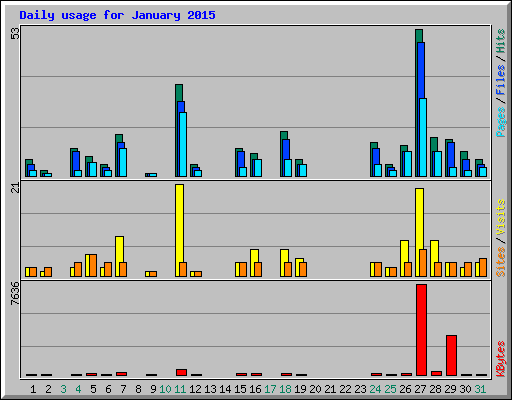 Daily usage for January 2015
53
Pages / Files / Hits
21
Sites / Visits
7636
KBytes
1 2 3 4 5 6 7 8 9 10 11 12 13 14 15 16 17 18 19 20 21 22 23 24 25 26 27 28 29 30 31